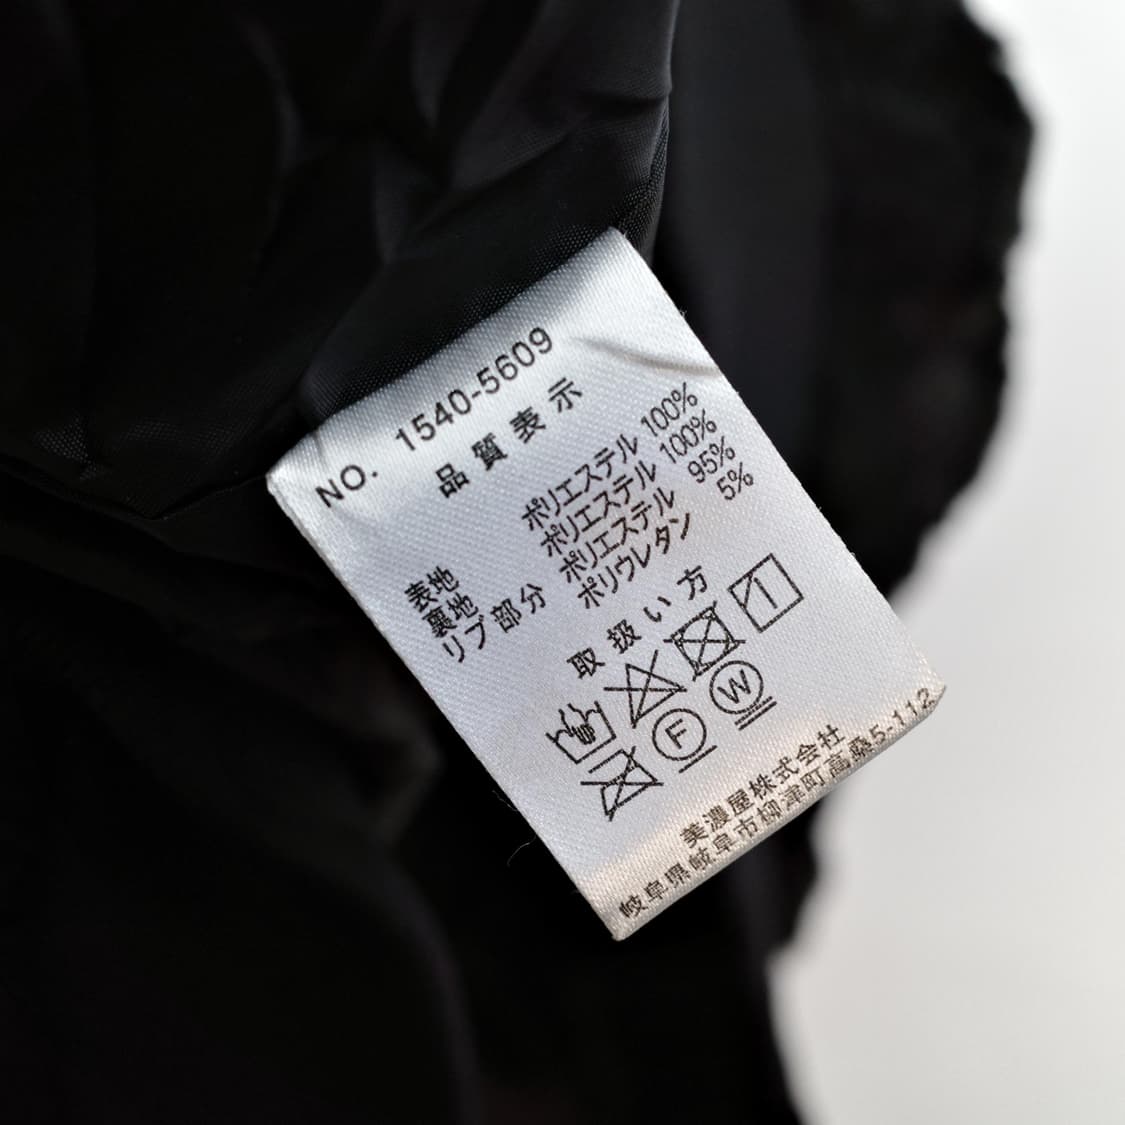 NO. 1540-5609
品質表示
表地 ポリエステル 100%
裏地 ポリエステル 100%
リブ部分 ポリエステル 95%
ポリウレタン 5%
取扱い方
F
W
美濃屋株式会社
岐阜県岐阜市柳津町高桑5-112